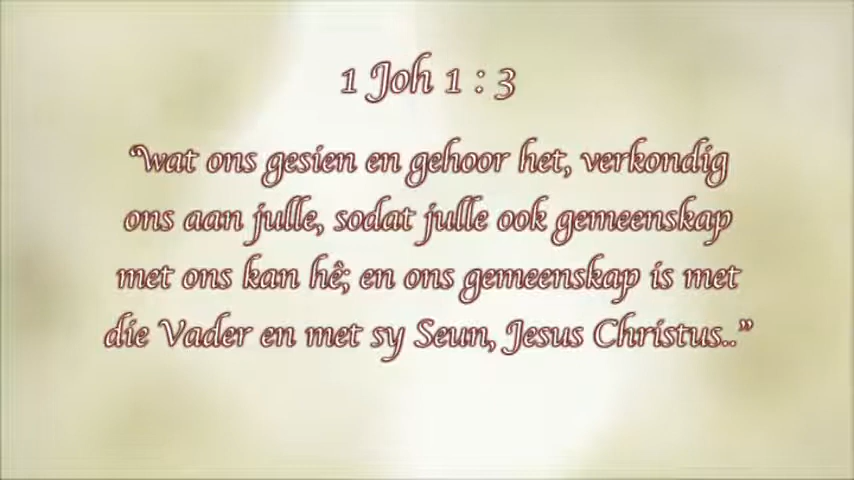 1 Joh 1 : 3
“wat ons gesien en gehoor het, verkondig
ons aan julle, sodat julle ook gemeenskap
met ons kan hê; en ons gemeenskap is met
die Vader en met sy Seun, Jesus Christus..”